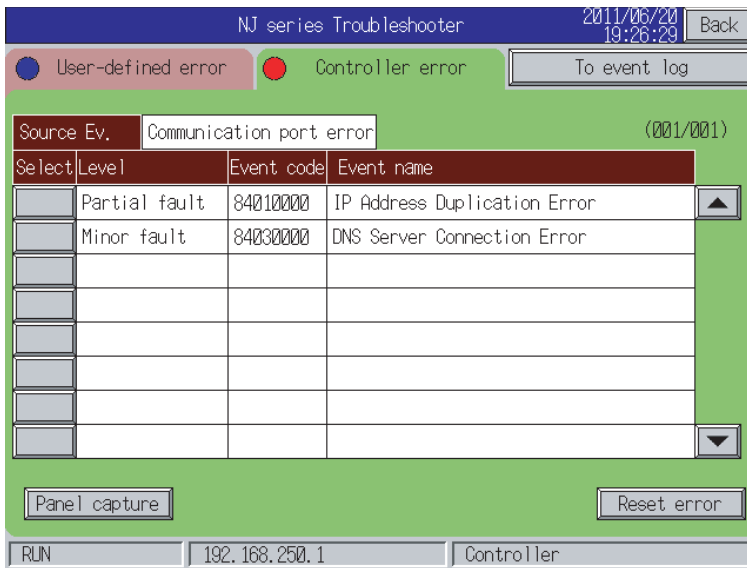 NJ series Troubleshooter 2011/06/20 19:26:29 Back
User-defined error Controller error To event log
Source Ev. Communication port error (001/001)
Select Level Event code Event name
Partial fault 84010000 IP Address Duplication Error
Minor fault 84030000 DNS Server Connection Error
Panel capture Reset error
RUN 192.168.250.1 Controller